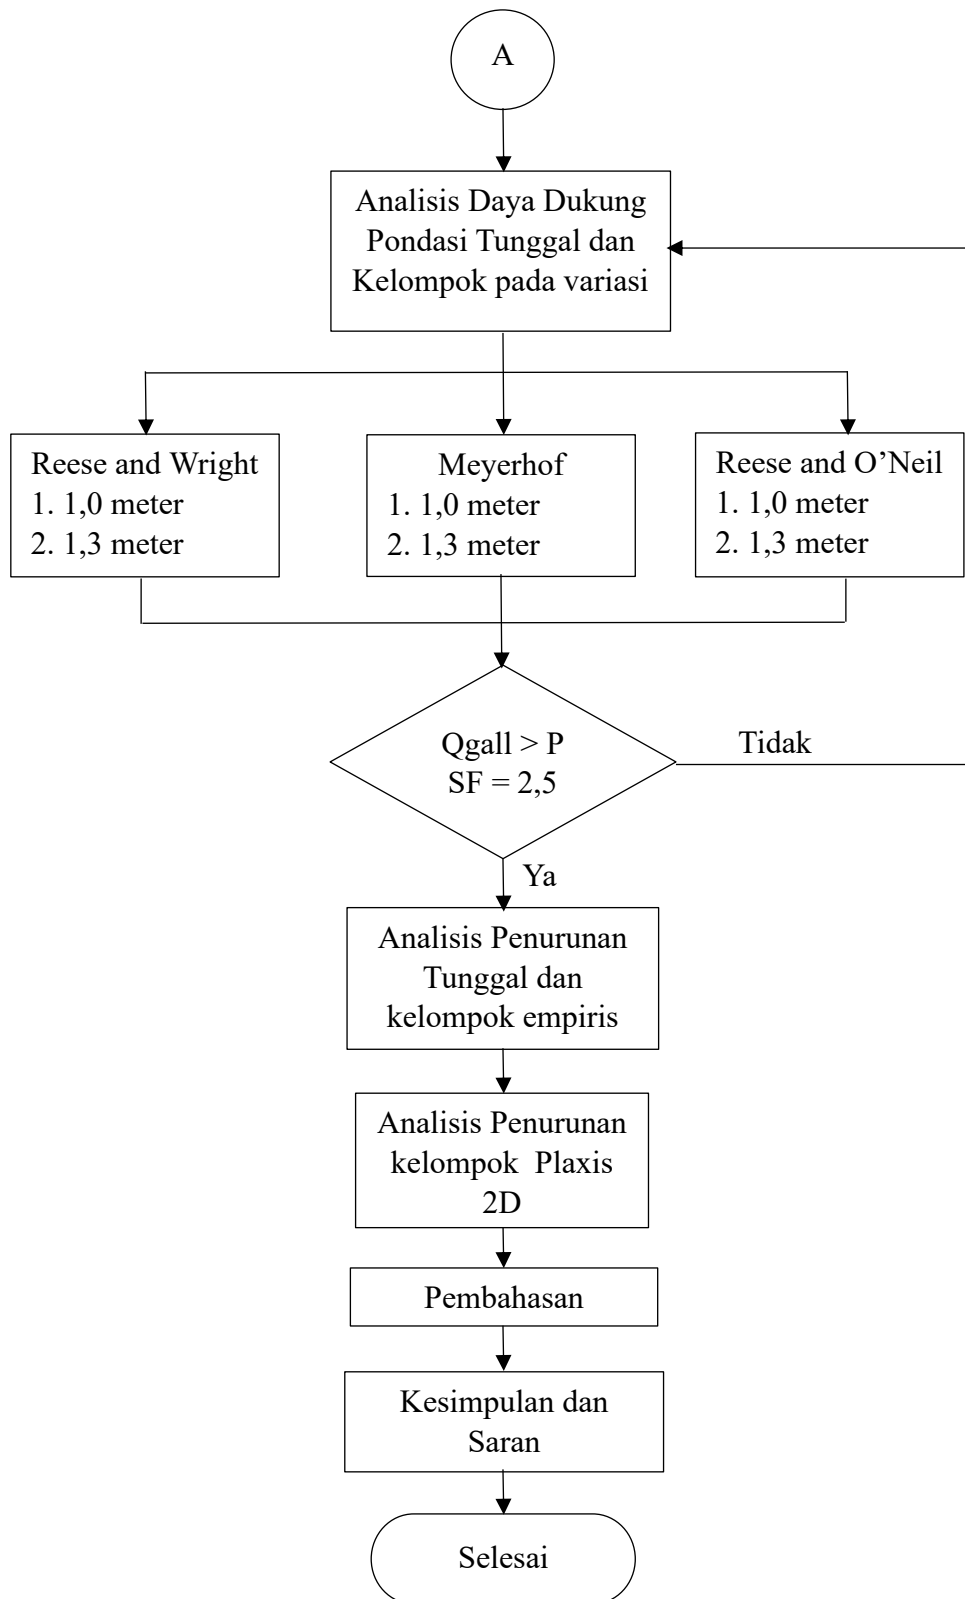 A
Analisis Daya Dukung
Pondasi Tunggal dan
Kelompok pada variasi
Reese and Wright
1. 1,0 meter
2. 1,3 meter
Meyerhof
1. 1,0 meter
2. 1,3 meter
Reese and O’Neil
1. 1,0 meter
2. 1,3 meter
Qgall > P
SF = 2,5
Tidak
Ya
Analisis Penurunan
Tunggal dan
kelompok empiris
Analisis Penurunan
kelompok  Plaxis
2D
Pembahasan
Kesimpulan dan
Saran
Selesai